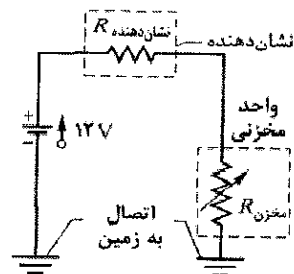 R نشان‌دهنده
نشان‌دهنده
واحد
مخزنی
+
−
۱۲ V
R مخزن
اتصال
به زمین